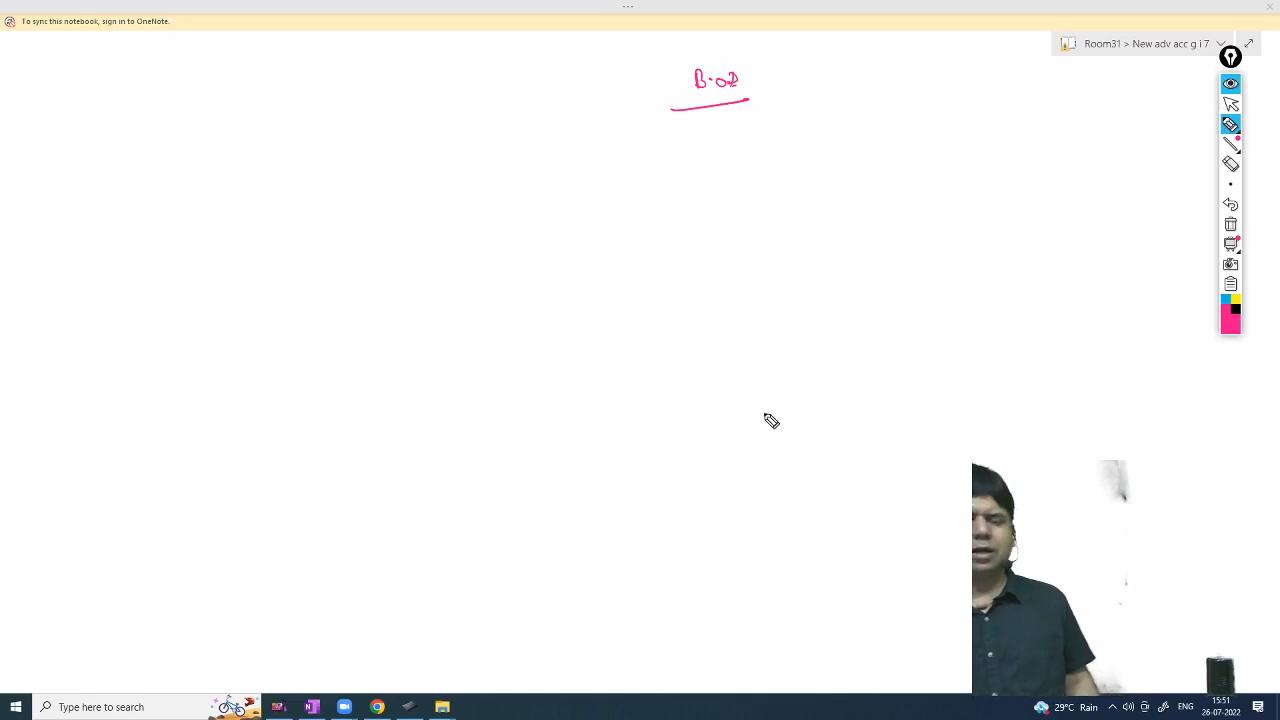 To sync this notebook, sign in to OneNote.
Room31 > New adv acc g i 7
Type here to search
29°C Rain
ENG
15:51
26-07-2022